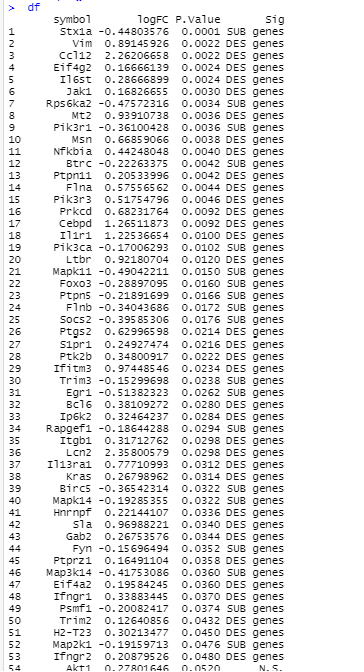 > df
symbol logFC P.Value Sig
1 Stx1a -0.44803576 0.0001 SUB genes
2 Vim 0.89145926 0.0022 DES genes
3 Ccl12 2.26206658 0.0022 DES genes
4 Eif4g2 0.16666139 0.0024 DES genes
5 Il6st 0.28666899 0.0024 DES genes
6 Jak1 0.16826655 0.0030 DES genes
7 Rps6ka2 -0.47572316 0.0034 SUB genes
8 Mt2 0.93910738 0.0036 DES genes
9 Pik3r1 -0.36100428 0.0036 SUB genes
10 Msn 0.66859066 0.0038 DES genes
11 Nfkbia 0.44248048 0.0040 DES genes
12 Btrc -0.22263375 0.0042 SUB genes
13 Ptpn11 0.20533996 0.0042 DES genes
14 Flna 0.57556562 0.0044 DES genes
15 Pik3r3 0.51754796 0.0046 DES genes
16 Prkcd 0.68231764 0.0092 DES genes
17 Cebpd 1.26511873 0.0092 DES genes
18 Il1r1 1.22536654 0.0100 DES genes
19 Pik3ca -0.17006293 0.0102 SUB genes
20 Ltbr 0.92180704 0.0120 DES genes
21 Mapk11 -0.49042211 0.0150 SUB genes
22 Foxo3 -0.28897095 0.0160 SUB genes
23 Ptpn5 -0.21891699 0.0166 SUB genes
24 Flnb -0.34043686 0.0172 SUB genes
25 Socs2 -0.39585306 0.0176 SUB genes
26 Ptgs2 0.62996598 0.0214 DES genes
27 S1pr1 0.24927474 0.0216 DES genes
28 Ptk2b 0.34800917 0.0222 DES genes
29 Ifitm3 0.97448546 0.0234 DES genes
30 Trim3 -0.15299698 0.0238 SUB genes
31 Egr1 -0.51382323 0.0262 SUB genes
32 Bcl6 0.38109272 0.0280 DES genes
33 Ip6k2 0.32464237 0.0284 DES genes
34 Rapgef1 -0.18644288 0.0294 SUB genes
35 Itgb1 0.31712762 0.0298 DES genes
36 Lcn2 2.35800579 0.0298 DES genes
37 Il13ra1 0.77710993 0.0312 DES genes
38 Kras 0.26798962 0.0314 DES genes
39 Birc5 -0.36542314 0.0322 SUB genes
40 Mapk14 -0.19285355 0.0322 SUB genes
41 Hnrnpf 0.22144107 0.0336 DES genes
42 Sla 0.96988221 0.0340 DES genes
43 Gab2 0.26753576 0.0344 DES genes
44 Fyn -0.15696494 0.0352 SUB genes
45 Ptprz1 0.16491104 0.0358 DES genes
46 Map3k14 -0.41753086 0.0360 SUB genes
47 Eif4a2 0.19584245 0.0360 DES genes
48 Ifngr1 0.33883445 0.0370 DES genes
49 Psmf1 -0.20082417 0.0374 SUB genes
50 Trim2 0.12640856 0.0432 DES genes
51 H2-T23 0.30213477 0.0450 DES genes
52 Map2k1 -0.19159713 0.0476 SUB genes
53 Ifngr2 0.20879526 0.0480 DES genes
54 Akt1 0.27801646 0.0520 N.S.